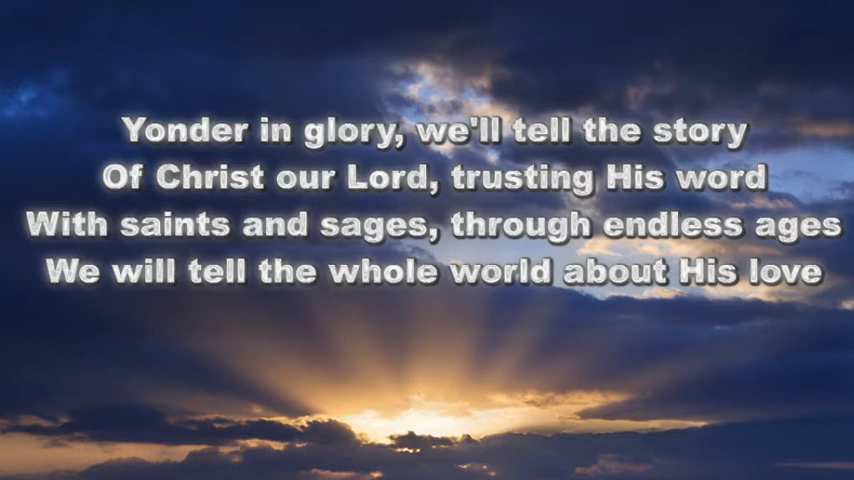 Yonder in glory, we'll tell the story
Of Christ our Lord, trusting His word
With saints and sages, through endless ages
We will tell the whole world about His love